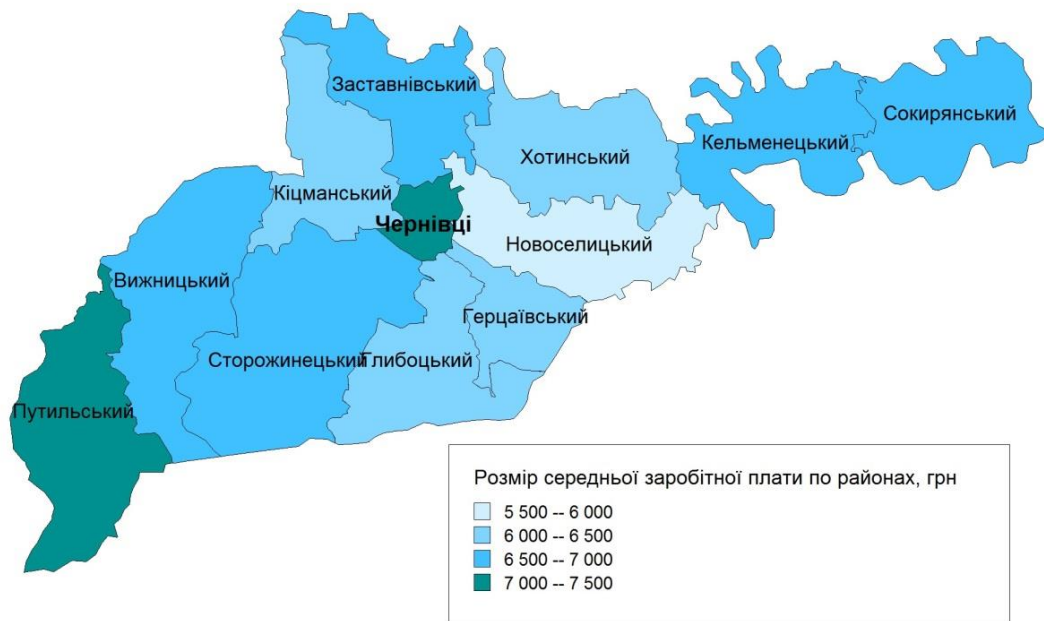 Заставнівський
Сокирянський
Кельменецький
Хотинський
Кіцманський
Чернівці
Новоселицький
Вижницький
Герцаївський
Сторожинецький
Глибоцький
Путильський
Розмір середньої заробітної плати по районах, грн
5 500 -- 6 000
6 000 -- 6 500
6 500 -- 7 000
7 000 -- 7 500